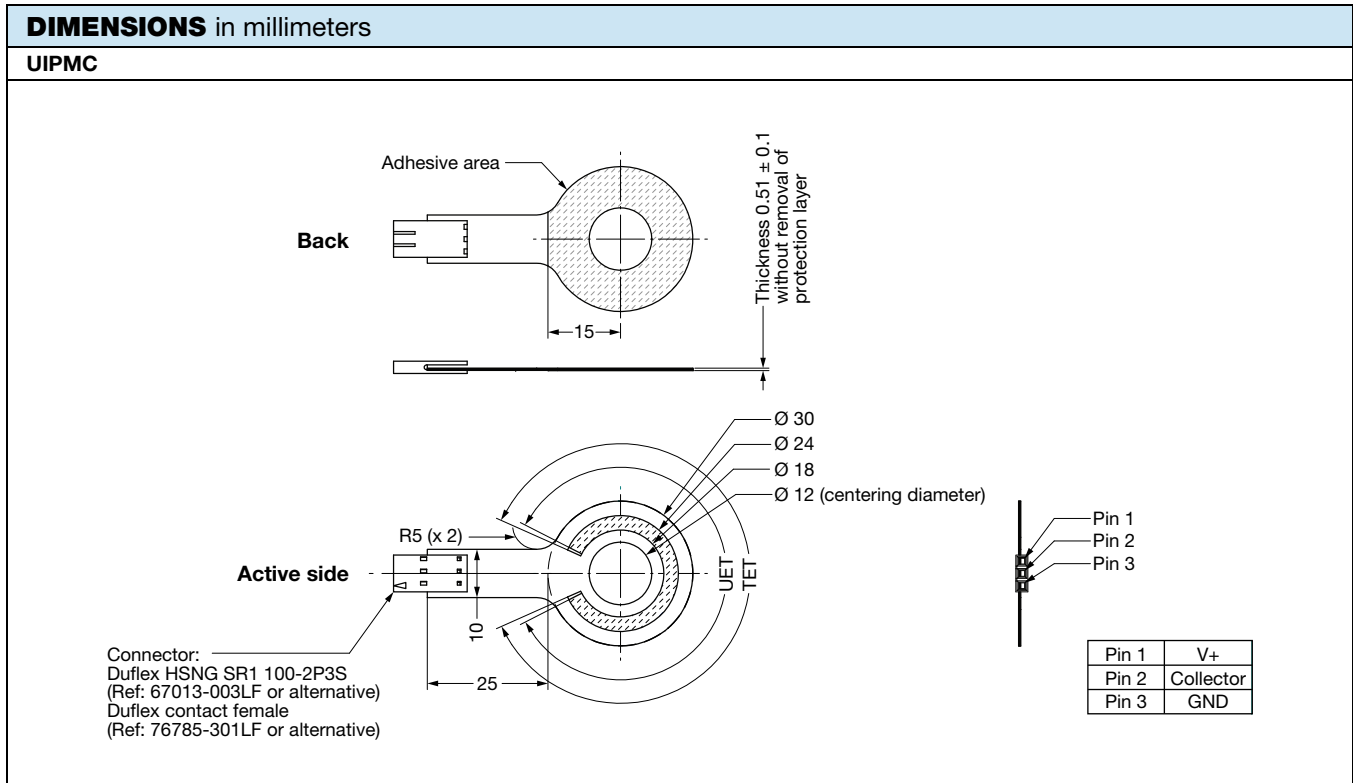 DIMENSIONS in millimeters
UIPMC
Adhesive area
Back
15
Thickness 0.51 ± 0.1
without removal of
protection layer
Ø 30
Ø 24
Ø 18
Ø 12 (centering diameter)
R5 (x 2)
Active side
UET
TET
10
25
Connector:
Duflex HSNG SR1 100-2P3S
(Ref: 67013-003LF or alternative)
Duflex contact female
(Ref: 76785-301LF or alternative)
Pin 1
Pin 2
Pin 3
Pin 1 V+
Pin 2 Collector
Pin 3 GND